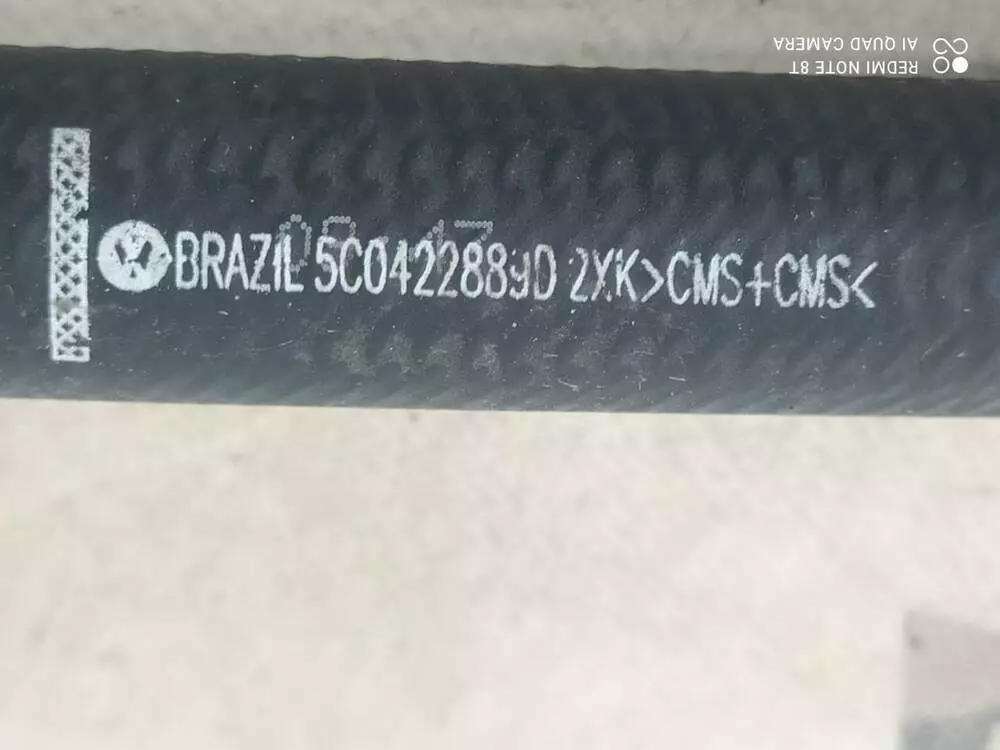 BRAZIL 5C0422889D 2XK>CMS+CMS<
REDMI NOTE 8T
AI QUAD CAMERA